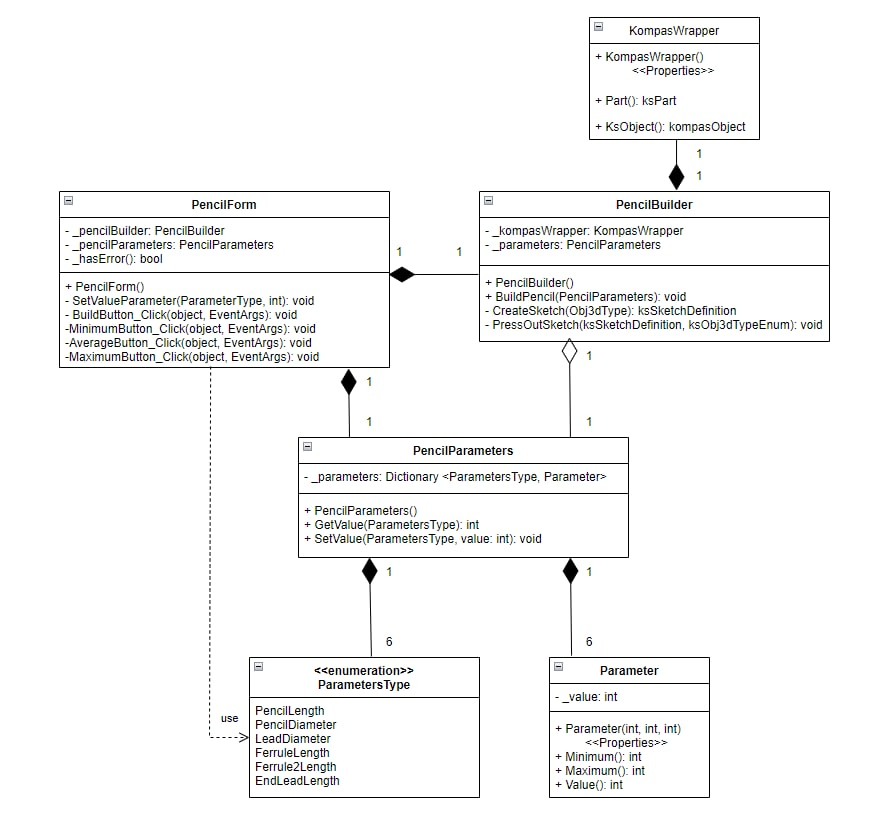 KompasWrapper
+ KompasWrapper()
<<Properties>>
+ Part(): ksPart
+ KsObject(): kompasObject
1
1
PencilForm
- _pencilBuilder: PencilBuilder
- _pencilParameters: PencilParameters
- _hasError(): bool
+ PencilForm()
- SetValueParameter(ParameterType, int): void
- BuildButton_Click(object, EventArgs): void
-MinimumButton_Click(object, EventArgs): void
-AverageButton_Click(object, EventArgs): void
-MaximumButton_Click(object, EventArgs): void
1
1
PencilBuilder
- _kompasWrapper: KompasWrapper
- _parameters: PencilParameters
+ PencilBuilder()
+ BuildPencil(PencilParameters): void
- CreateSketch(Obj3dType): ksSketchDefinition
- PressOutSketch(ksSketchDefinition, ksObj3dTypeEnum): void
1
1
1
1
PencilParameters
- _parameters: Dictionary <ParametersType, Parameter>
+ PencilParameters()
+ GetValue(ParametersType): int
+ SetValue(ParametersType, value: int): void
1
1
6
6
use
<<enumeration>>
ParametersType
PencilLength
PencilDiameter
LeadDiameter
FerruleLength
Ferrule2Length
EndLeadLength
Parameter
- _value: int
+ Parameter(int, int, int)
<<Properties>>
+ Minimum(): int
+ Maximum(): int
+ Value(): int